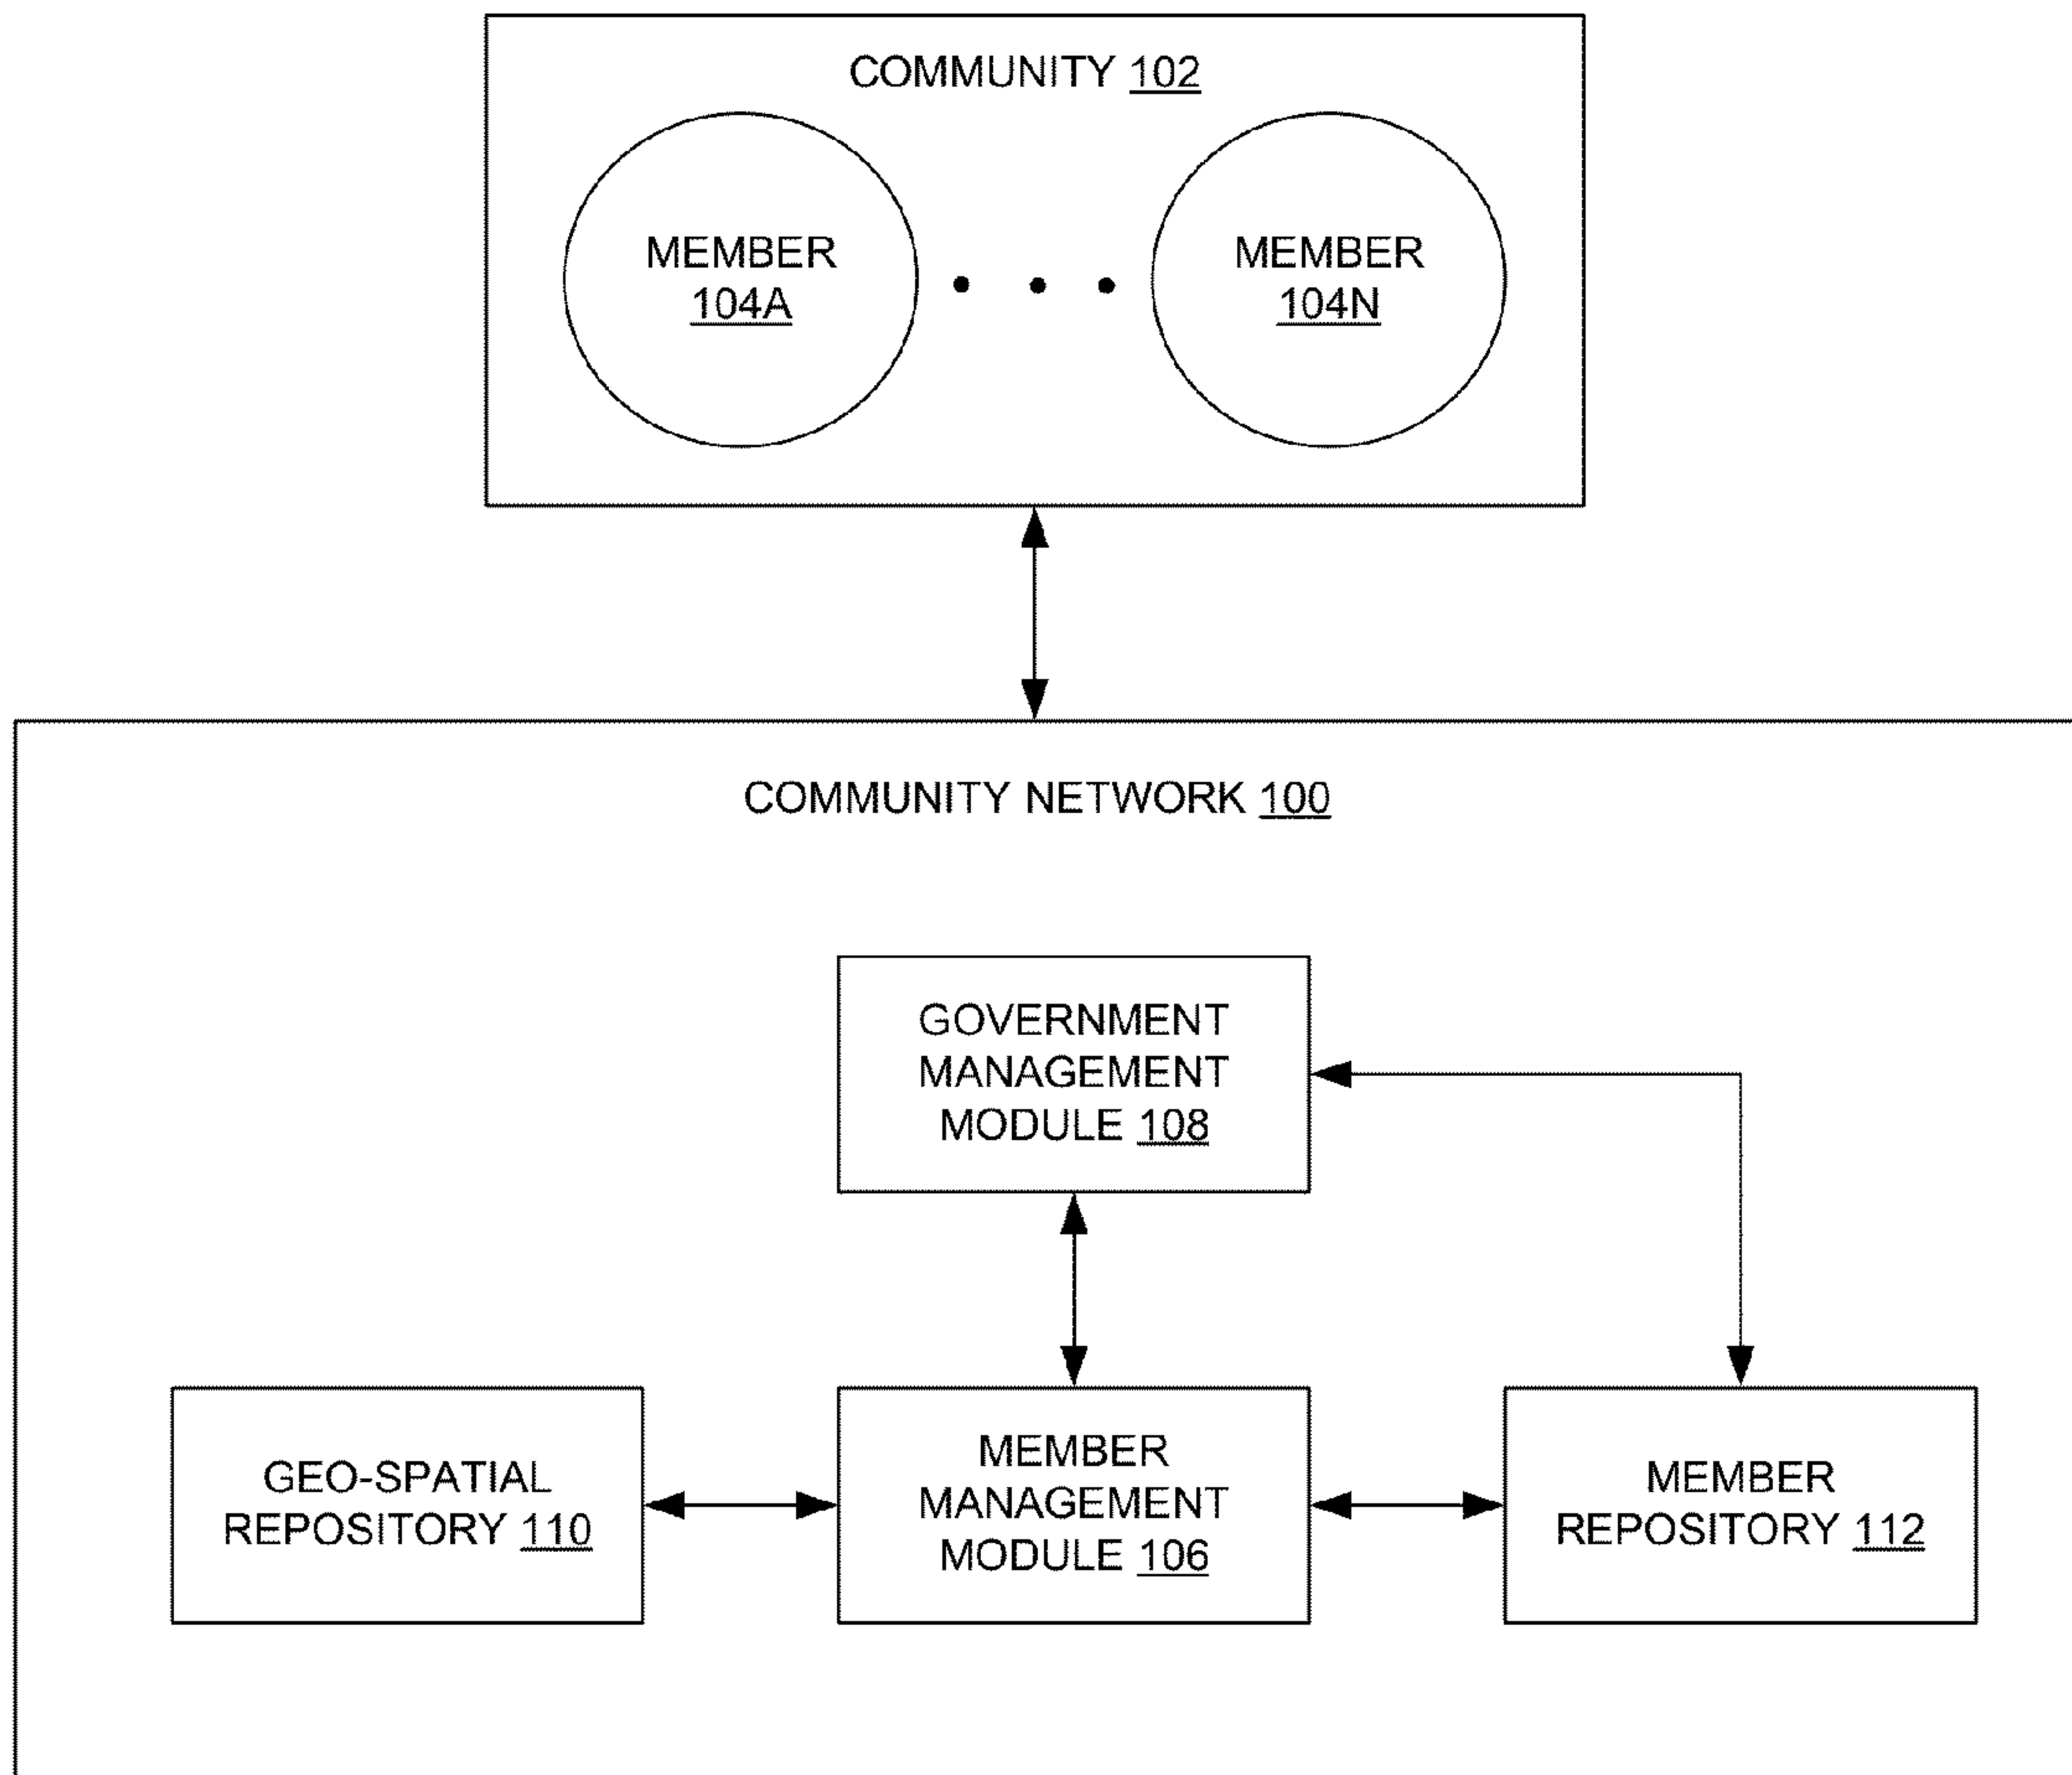 COMMUNITY 102
MEMBER
104A
MEMBER
104N
COMMUNITY NETWORK 100
GOVERNMENT
MANAGEMENT
MODULE 108
GEO-SPATIAL
REPOSITORY 110
MEMBER
MANAGEMENT
MODULE 106
MEMBER
REPOSITORY 112